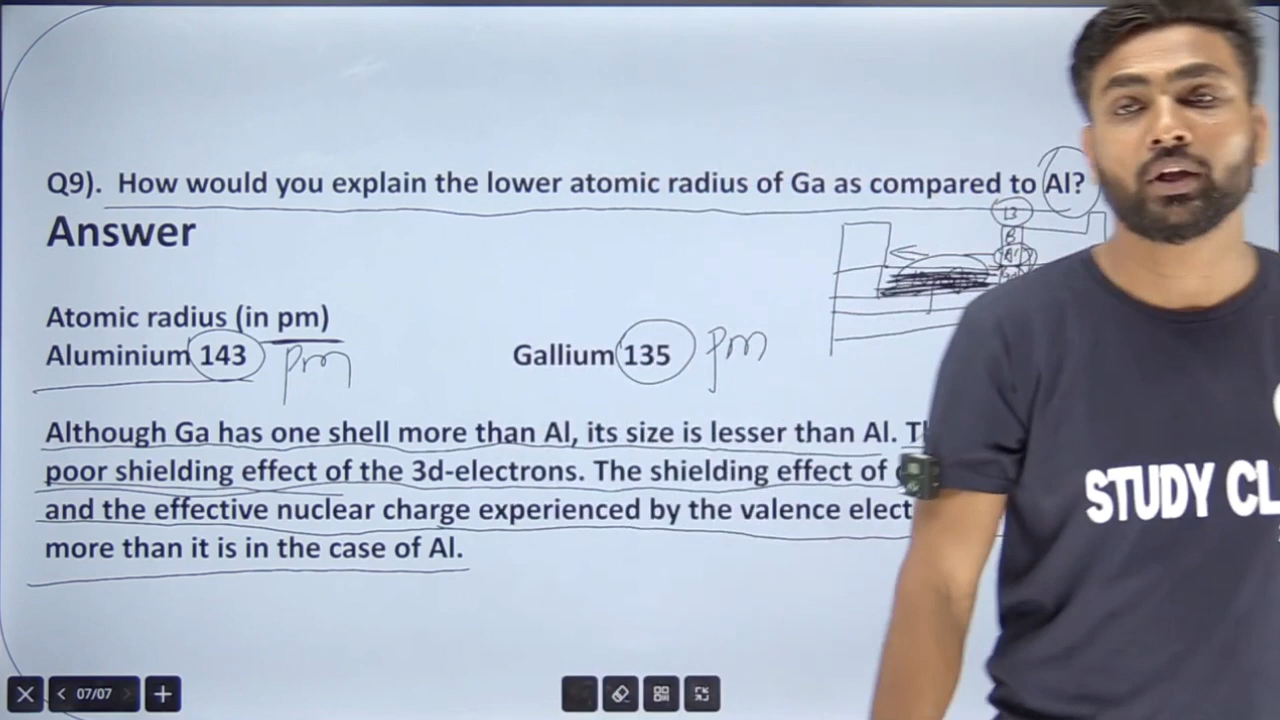 Q9). How would you explain the lower atomic radius of Ga as compared to Al?
Answer
13
B
Al
Atomic radius (in pm)
Aluminium 143 pm
Gallium 135 pm
Although Ga has one shell more than Al, its size is lesser than Al.
poor shielding effect of the 3d-electrons. The shielding effect of
and the effective nuclear charge experienced by the valence elect
more than it is in the case of Al.
STUDY CL
07/07